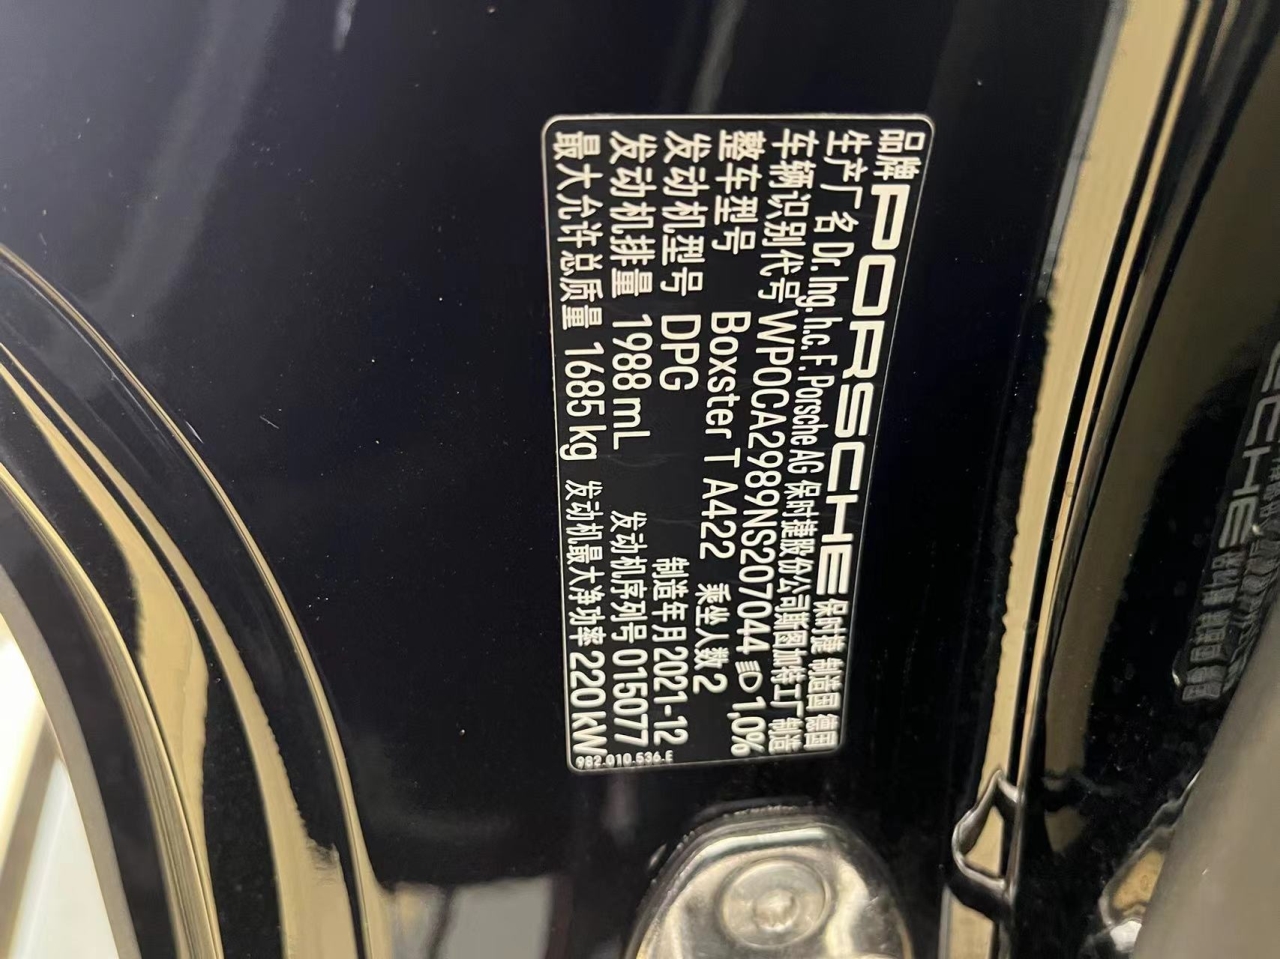 品牌 PORSCHE 保时捷 制造国 德国
生产厂名 Dr. Ing. h.c. F. Porsche AG 保时捷股份公司斯图加特工厂 制造
车辆识别代号 WP0CA2989NS207044 1,0%
整车型号 Boxster T A422 乘坐人数 2
发动机型号 DPG 制造年月 2021-12
发动机排量 1988 mL 发动机序列号 015077
最大允许总质量 1685 kg 发动机最大净功率 220 kW
982.010.536.E